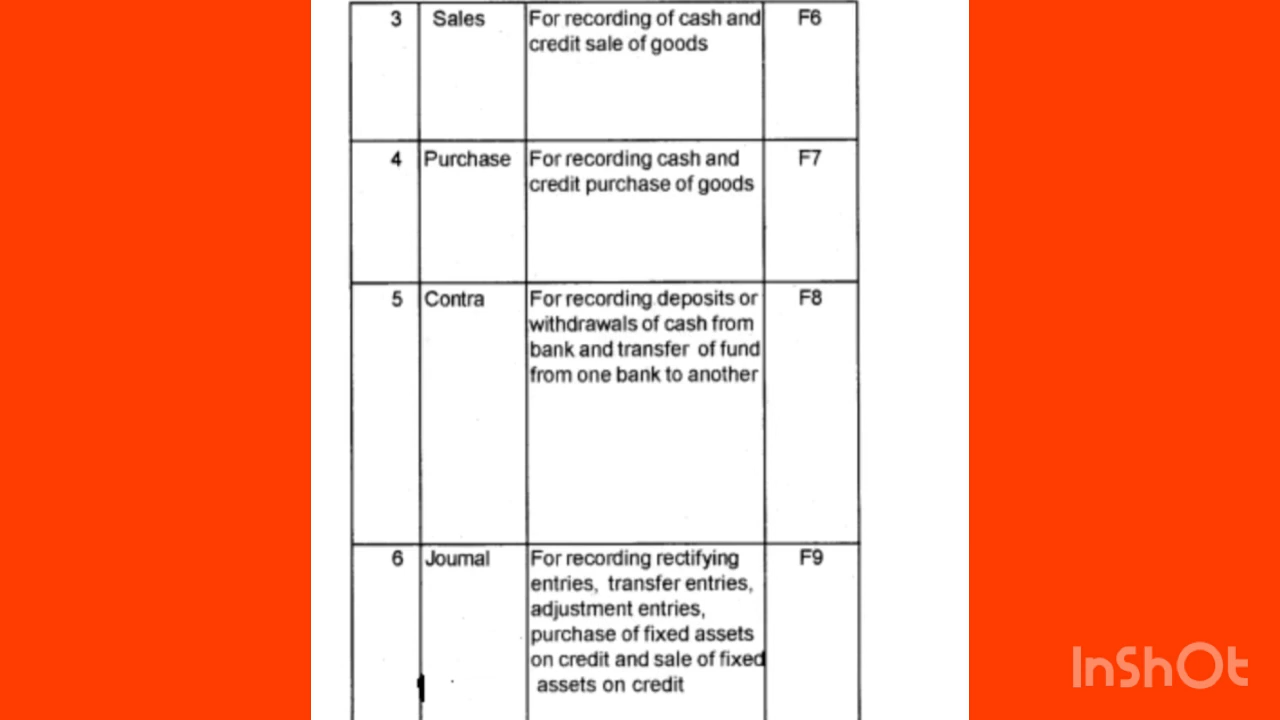 3 Sales For recording of cash and F6
credit sale of goods
4 Purchase For recording cash and F7
credit purchase of goods
5 Contra For recording deposits or F8
withdrawals of cash from
bank and transfer of fund
from one bank to another
6 Journal For recording rectifying F9
entries, transfer entries,
adjustment entries,
purchase of fixed assets
on credit and sale of fixed
assets on credit
InShOt